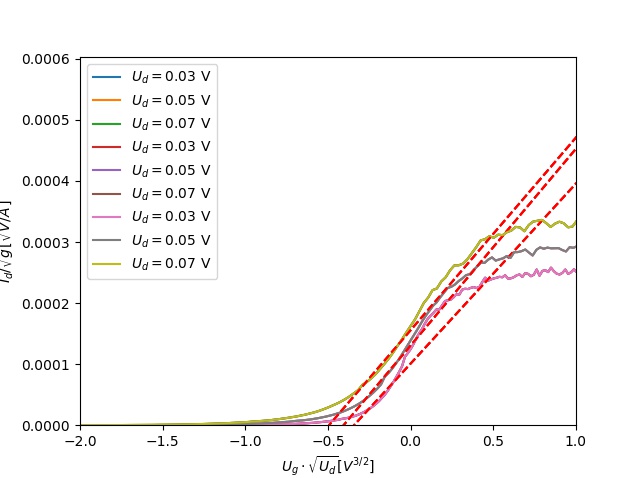 0.0006
0.0005
0.0004
0.0003
0.0002
0.0001
0.0000
I_d/√g[√V/A]
U_d = 0.03 V
U_d = 0.05 V
U_d = 0.07 V
U_d = 0.03 V
U_d = 0.05 V
U_d = 0.07 V
U_d = 0.03 V
U_d = 0.05 V
U_d = 0.07 V
−2.0 −1.5 −1.0 −0.5 0.0 0.5 1.0
U_g · √U_d [V^{3/2}]